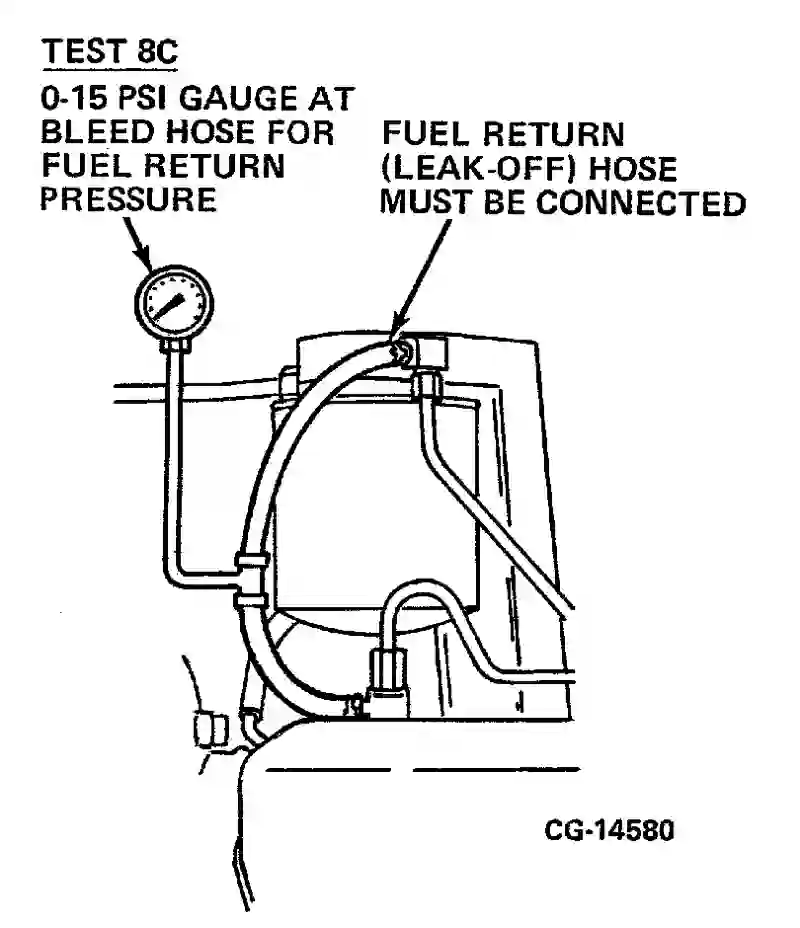 TEST 8C
0-15 PSI GAUGE AT
BLEED HOSE FOR
FUEL RETURN
PRESSURE
FUEL RETURN
(LEAK-OFF) HOSE
MUST BE CONNECTED
CG-14580